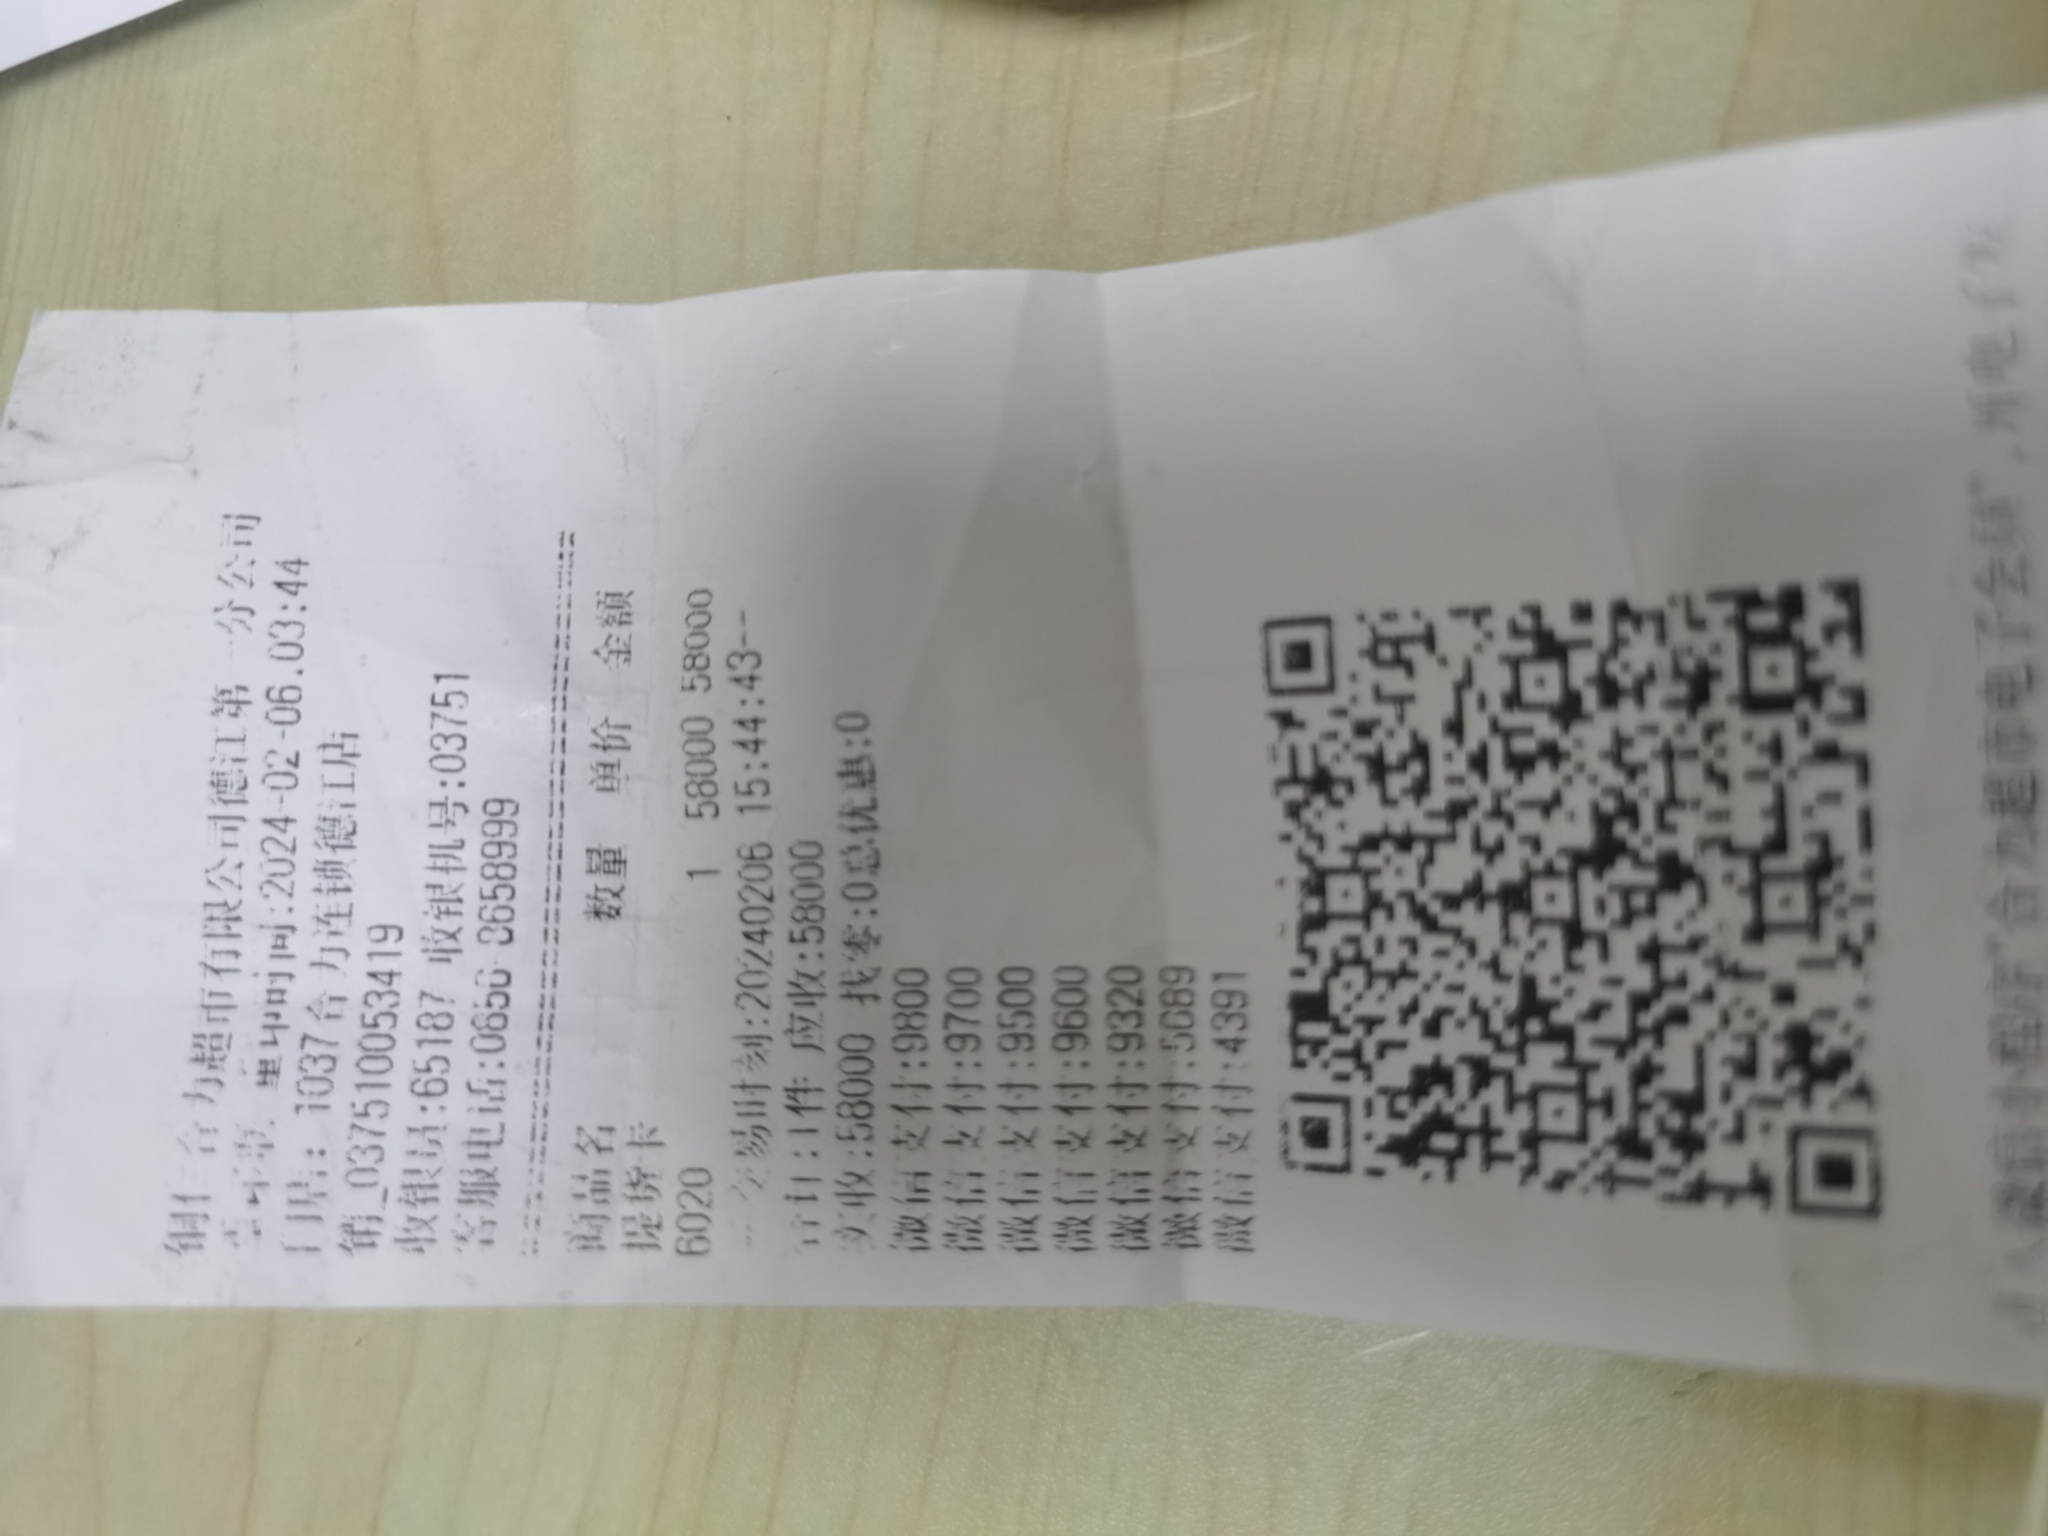 铜仁合力超市有限公司德江第一分公司
重印时间:2024-02-06.03:44
门店: 1037合力连锁德江店
销_037510053419
收银员:65187 收银机号:03751
客服电话:0856-8658999
商品名 数量 单价 金额
提货卡
6020 1 58000 58000
交易时刻:20240206 15:44:43--
合计:1件 应收:58000
实收:58000 找零:0总优惠:0
微信支付:9800
微信支付:9700
微信支付:9500
微信支付:9600
微信支付:9320
微信支付:5689
微信支付:4391